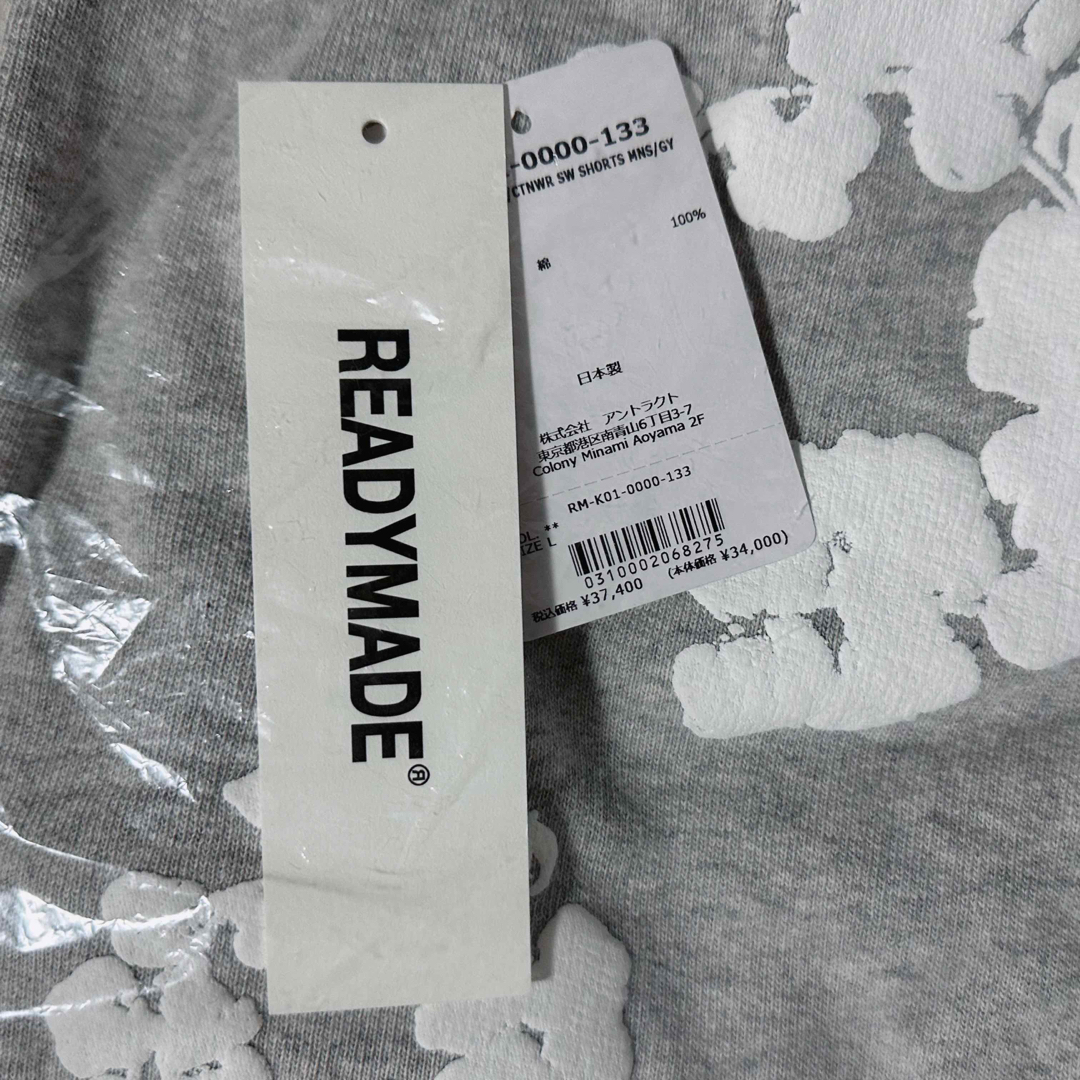 READYMADE®
-0000-133
/CTNWR SW SHORTS MNS/GY
100%
綿
日本製
株式会社 アントラクト
東京都港区南青山6丁目3-7
Colony Minami Aoyama 2F
RM-K01-0000-133
OL. **
IZE L
0310002068275
(本体価格 ¥34,000)
税込価格 ¥37,400